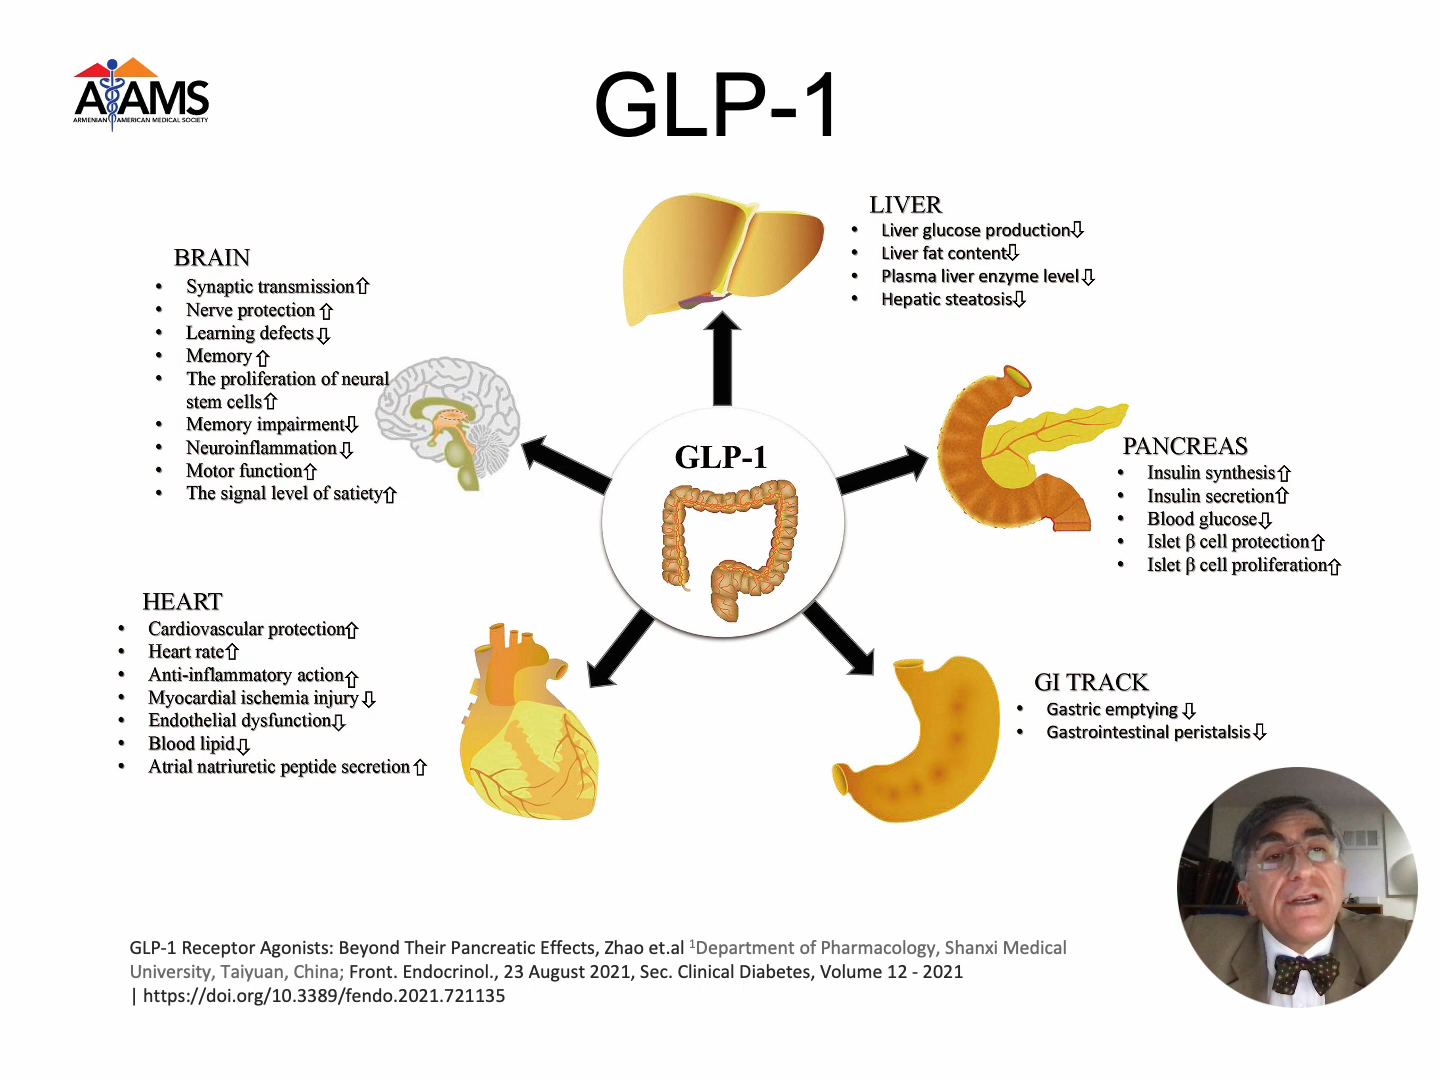 AAMS
ARMENIAN AMERICAN MEDICAL SOCIETY
GLP-1
LIVER
• Liver glucose production⇩
• Liver fat content⇩
• Plasma liver enzyme level⇩
• Hepatic steatosis⇩
BRAIN
• Synaptic transmission⇧
• Nerve protection ⇧
• Learning defects⇩
• Memory⇧
• The proliferation of neural
stem cells⇧
• Memory impairment⇩
• Neuroinflammation⇩
• Motor function⇧
• The signal level of satiety⇧
GLP-1
PANCREAS
• Insulin synthesis⇧
• Insulin secretion⇧
• Blood glucose⇩
• Islet β cell protection⇧
• Islet β cell proliferation⇧
HEART
• Cardiovascular protection⇧
• Heart rate⇧
• Anti-inflammatory action⇧
• Myocardial ischemia injury⇩
• Endothelial dysfunction⇩
• Blood lipid⇩
• Atrial natriuretic peptide secretion⇧
GI TRACK
• Gastric emptying ⇩
• Gastrointestinal peristalsis⇩
GLP-1 Receptor Agonists: Beyond Their Pancreatic Effects, Zhao et.al ¹Department of Pharmacology, Shanxi Medical
University, Taiyuan, China; Front. Endocrinol., 23 August 2021, Sec. Clinical Diabetes, Volume 12 - 2021
| https://doi.org/10.3389/fendo.2021.721135